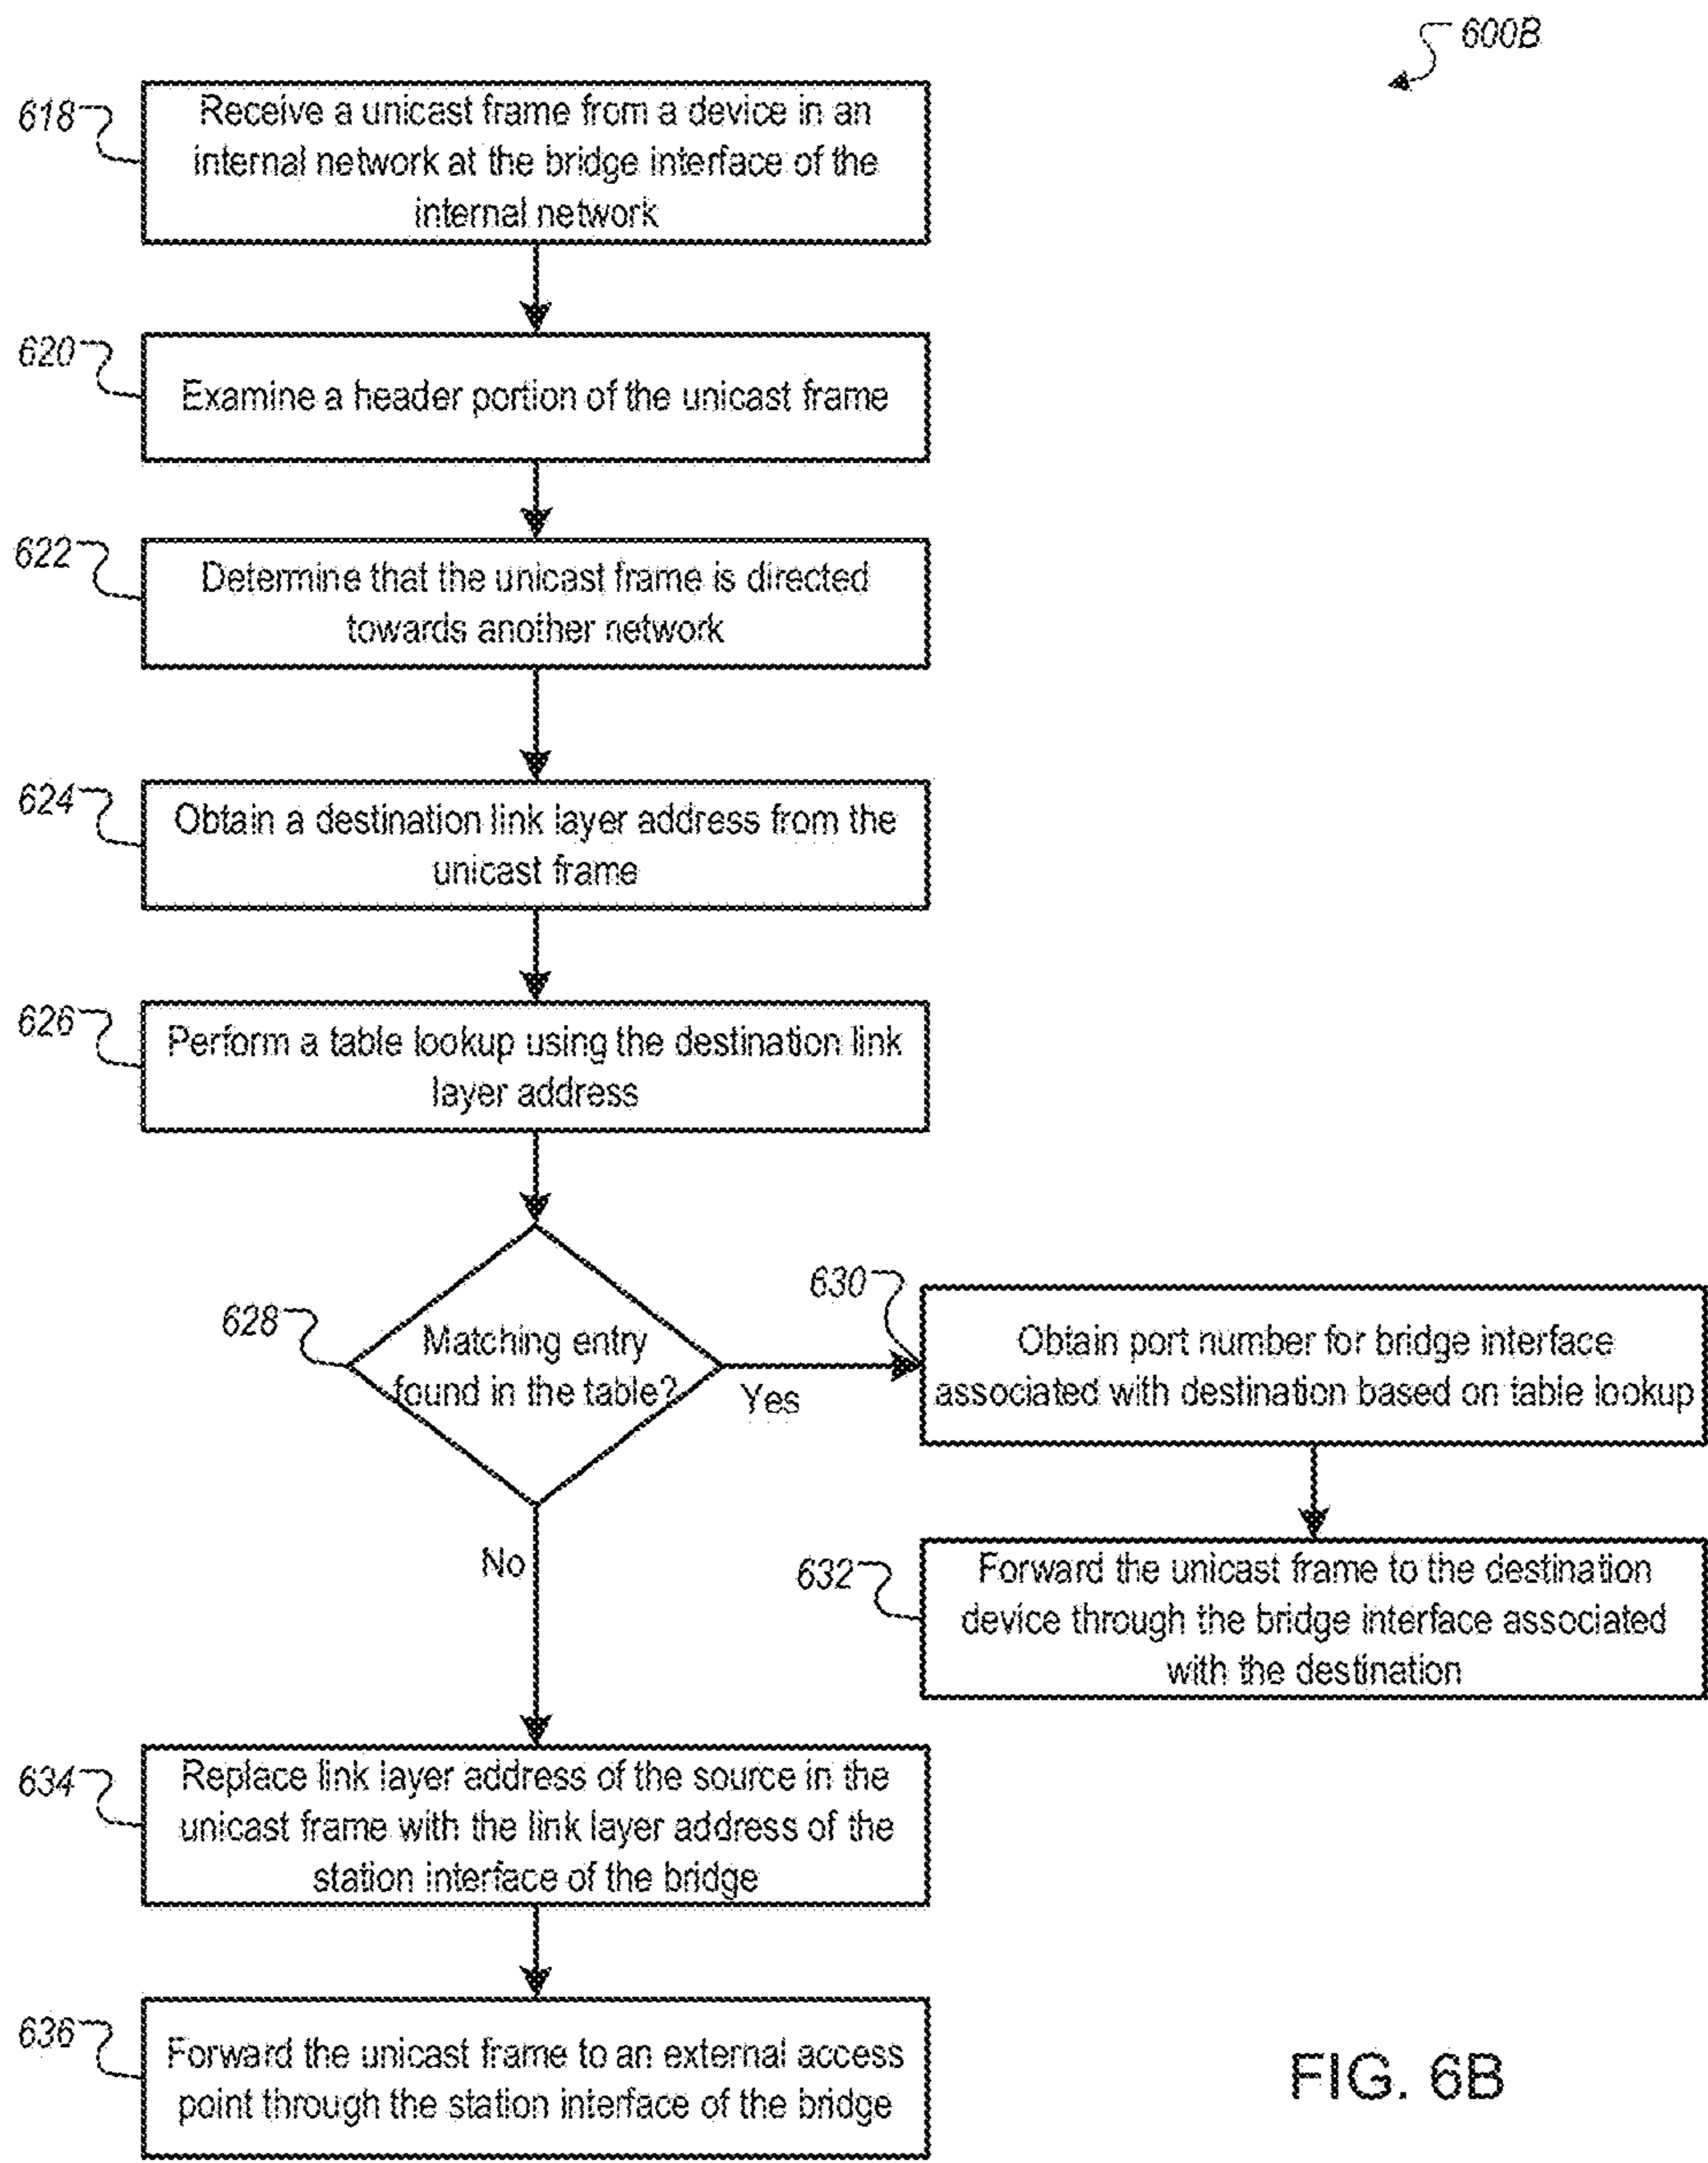 600B
618
Receive a unicast frame from a device in an
internal network at the bridge interface of the
internal network
620
Examine a header portion of the unicast frame
622
Determine that the unicast frame is directed
towards another network
624
Obtain a destination link layer address from the
unicast frame
626
Perform a table lookup using the destination link
layer address
628
Matching entry
found in the table?
Yes
630
Obtain port number for bridge interface
associated with destination based on table lookup
No
632
Forward the unicast frame to the destination
device through the bridge interface associated
with the destination
634
Replace link layer address of the source in the
unicast frame with the link layer address of the
station interface of the bridge
636
Forward the unicast frame to an external access
point through the station interface of the bridge
FIG. 6B